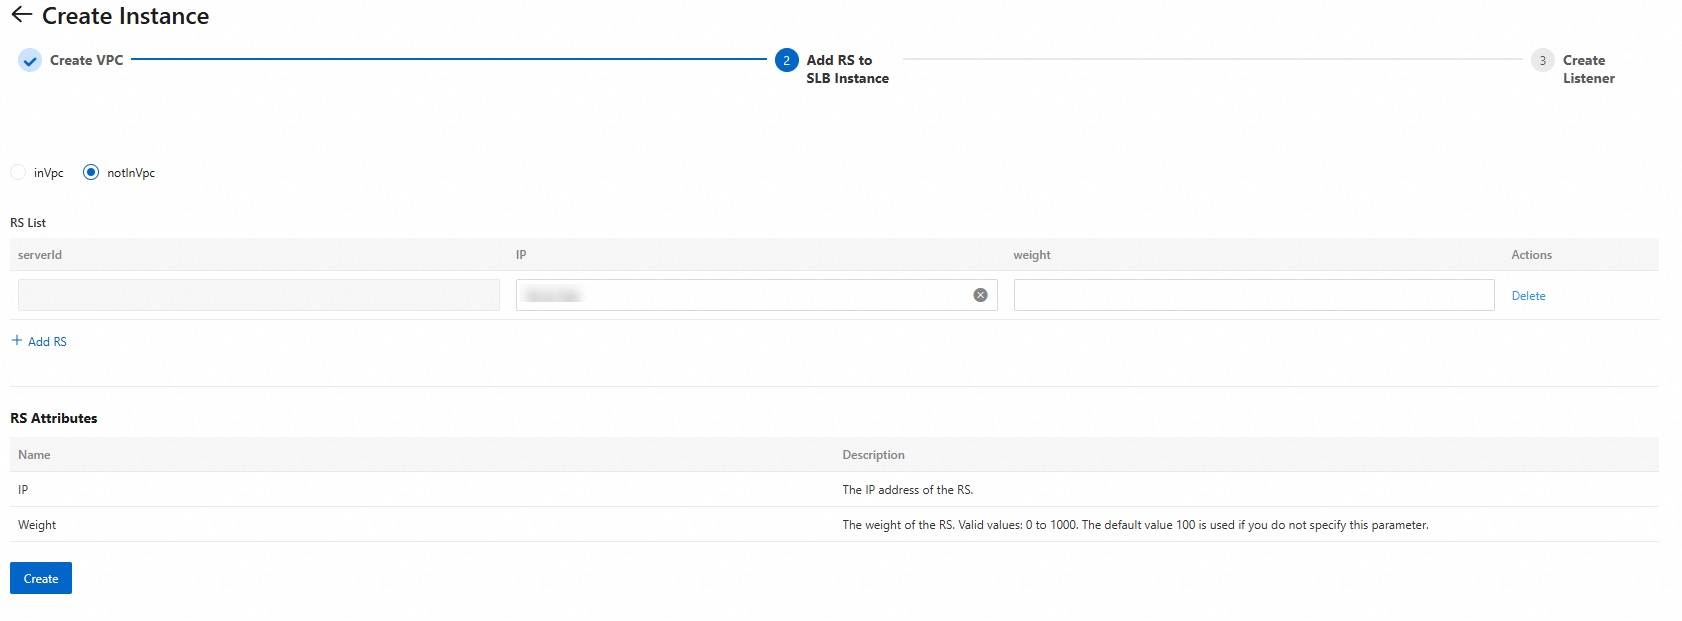 Create Instance
Create VPC
2
Add RS to
SLB Instance
3
Create
Listener
inVpc
notInVpc
RS List
serverId IP weight Actions
Delete
+ Add RS
RS Attributes
Name Description
IP The IP address of the RS.
Weight The weight of the RS. Valid values: 0 to 1000. The default value 100 is used if you do not specify this parameter.
Create